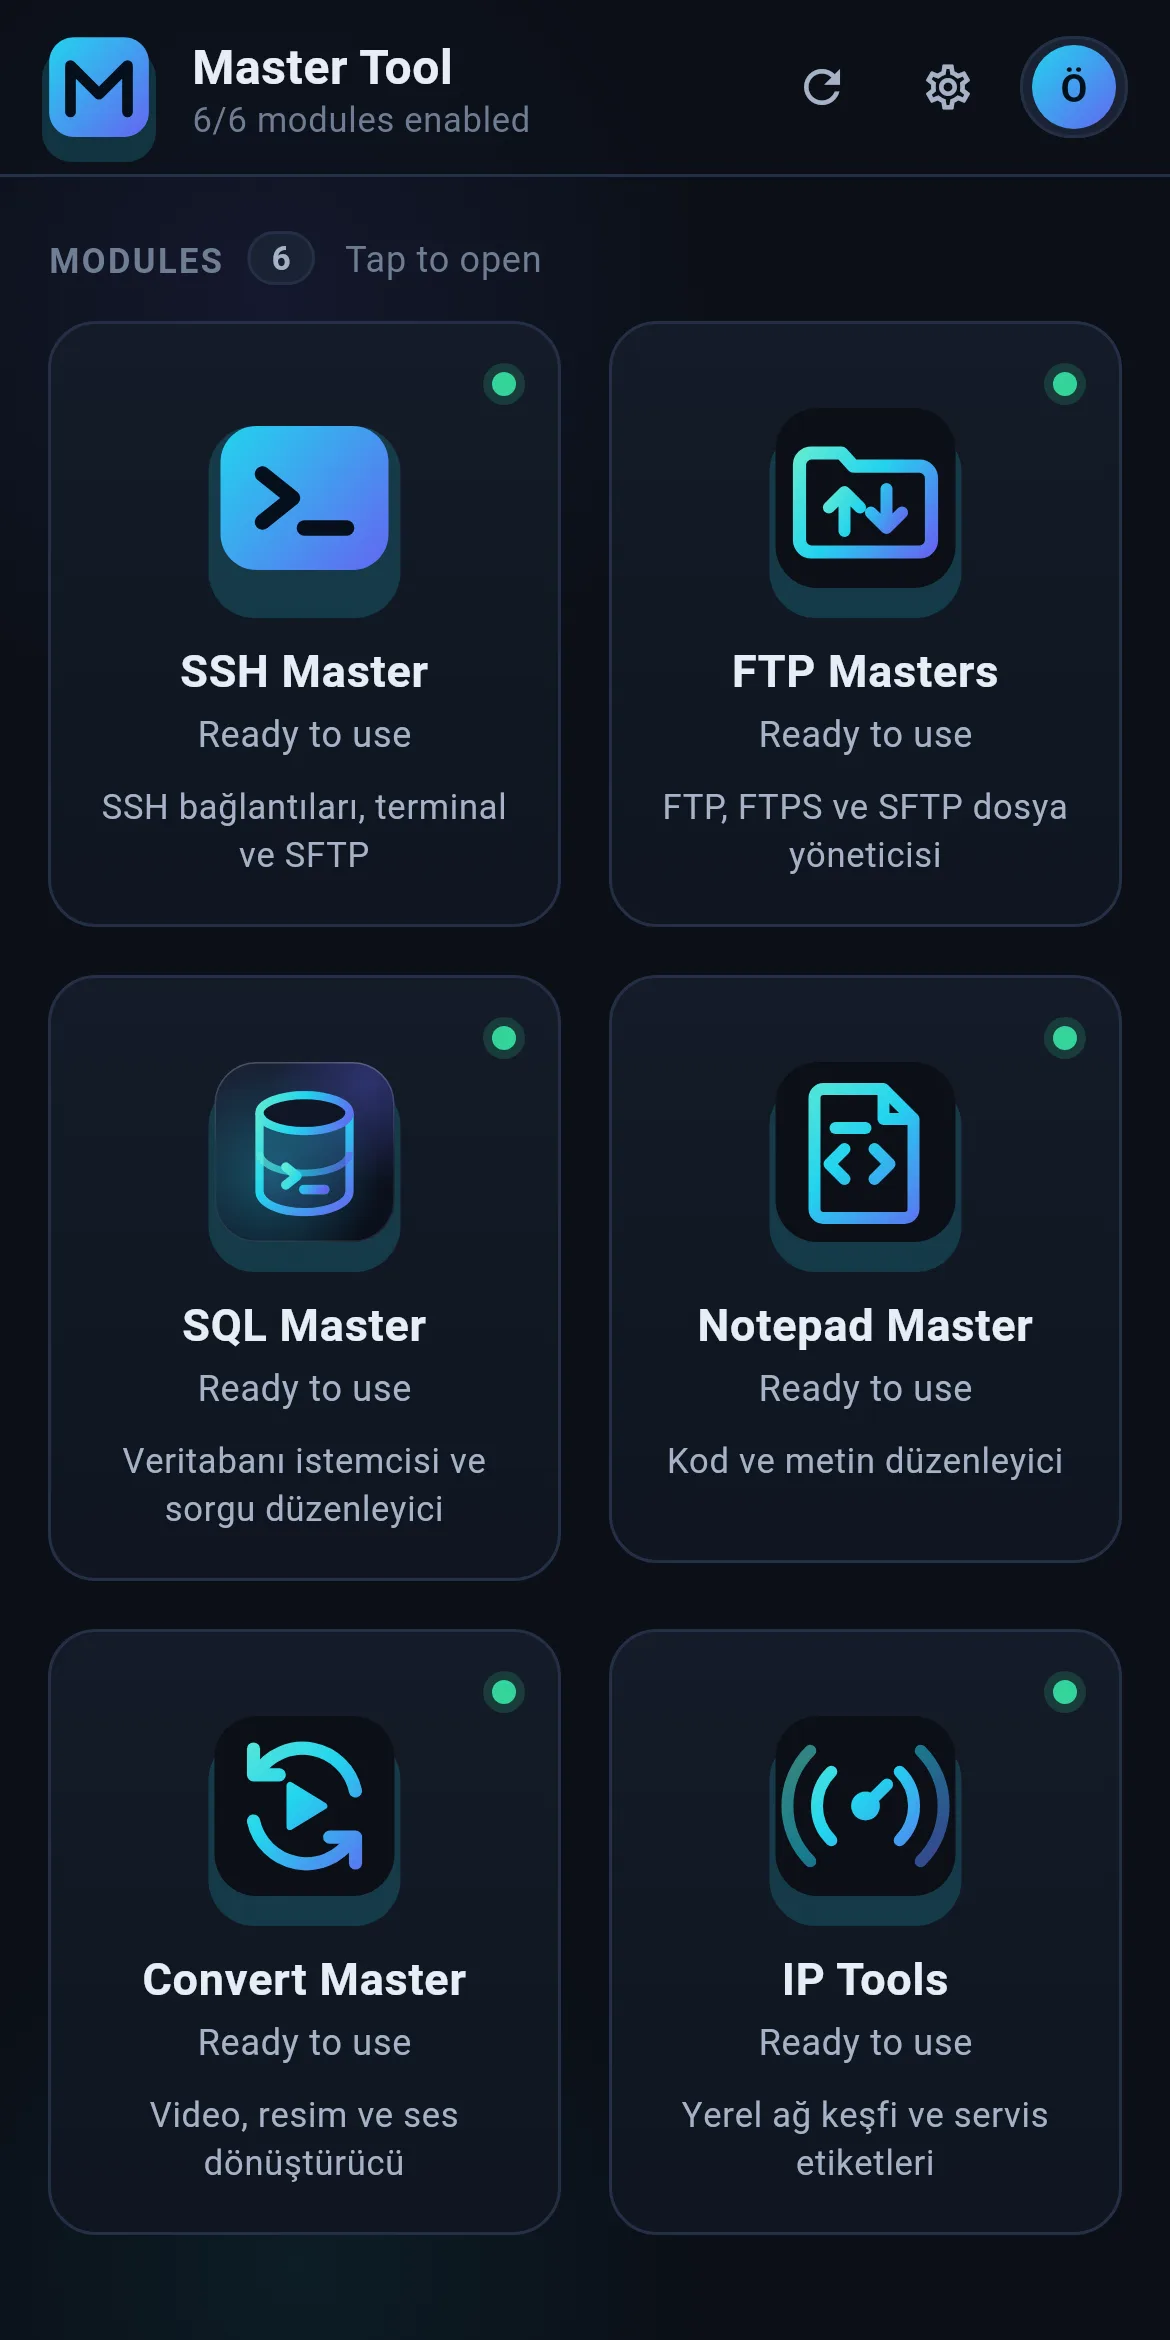 Master Tool
6/6 modules enabled
Ö
MODULES 6 Tap to open
SSH Master
Ready to use
SSH bağlantıları, terminal
ve SFTP
FTP Masters
Ready to use
FTP, FTPS ve SFTP dosya
yöneticisi
SQL Master
Ready to use
Veritabanı istemcisi ve
sorgu düzenleyici
Notepad Master
Ready to use
Kod ve metin düzenleyici
Convert Master
Ready to use
Video, resim ve ses
dönüştürücü
IP Tools
Ready to use
Yerel ağ keşfi ve servis
etiketleri